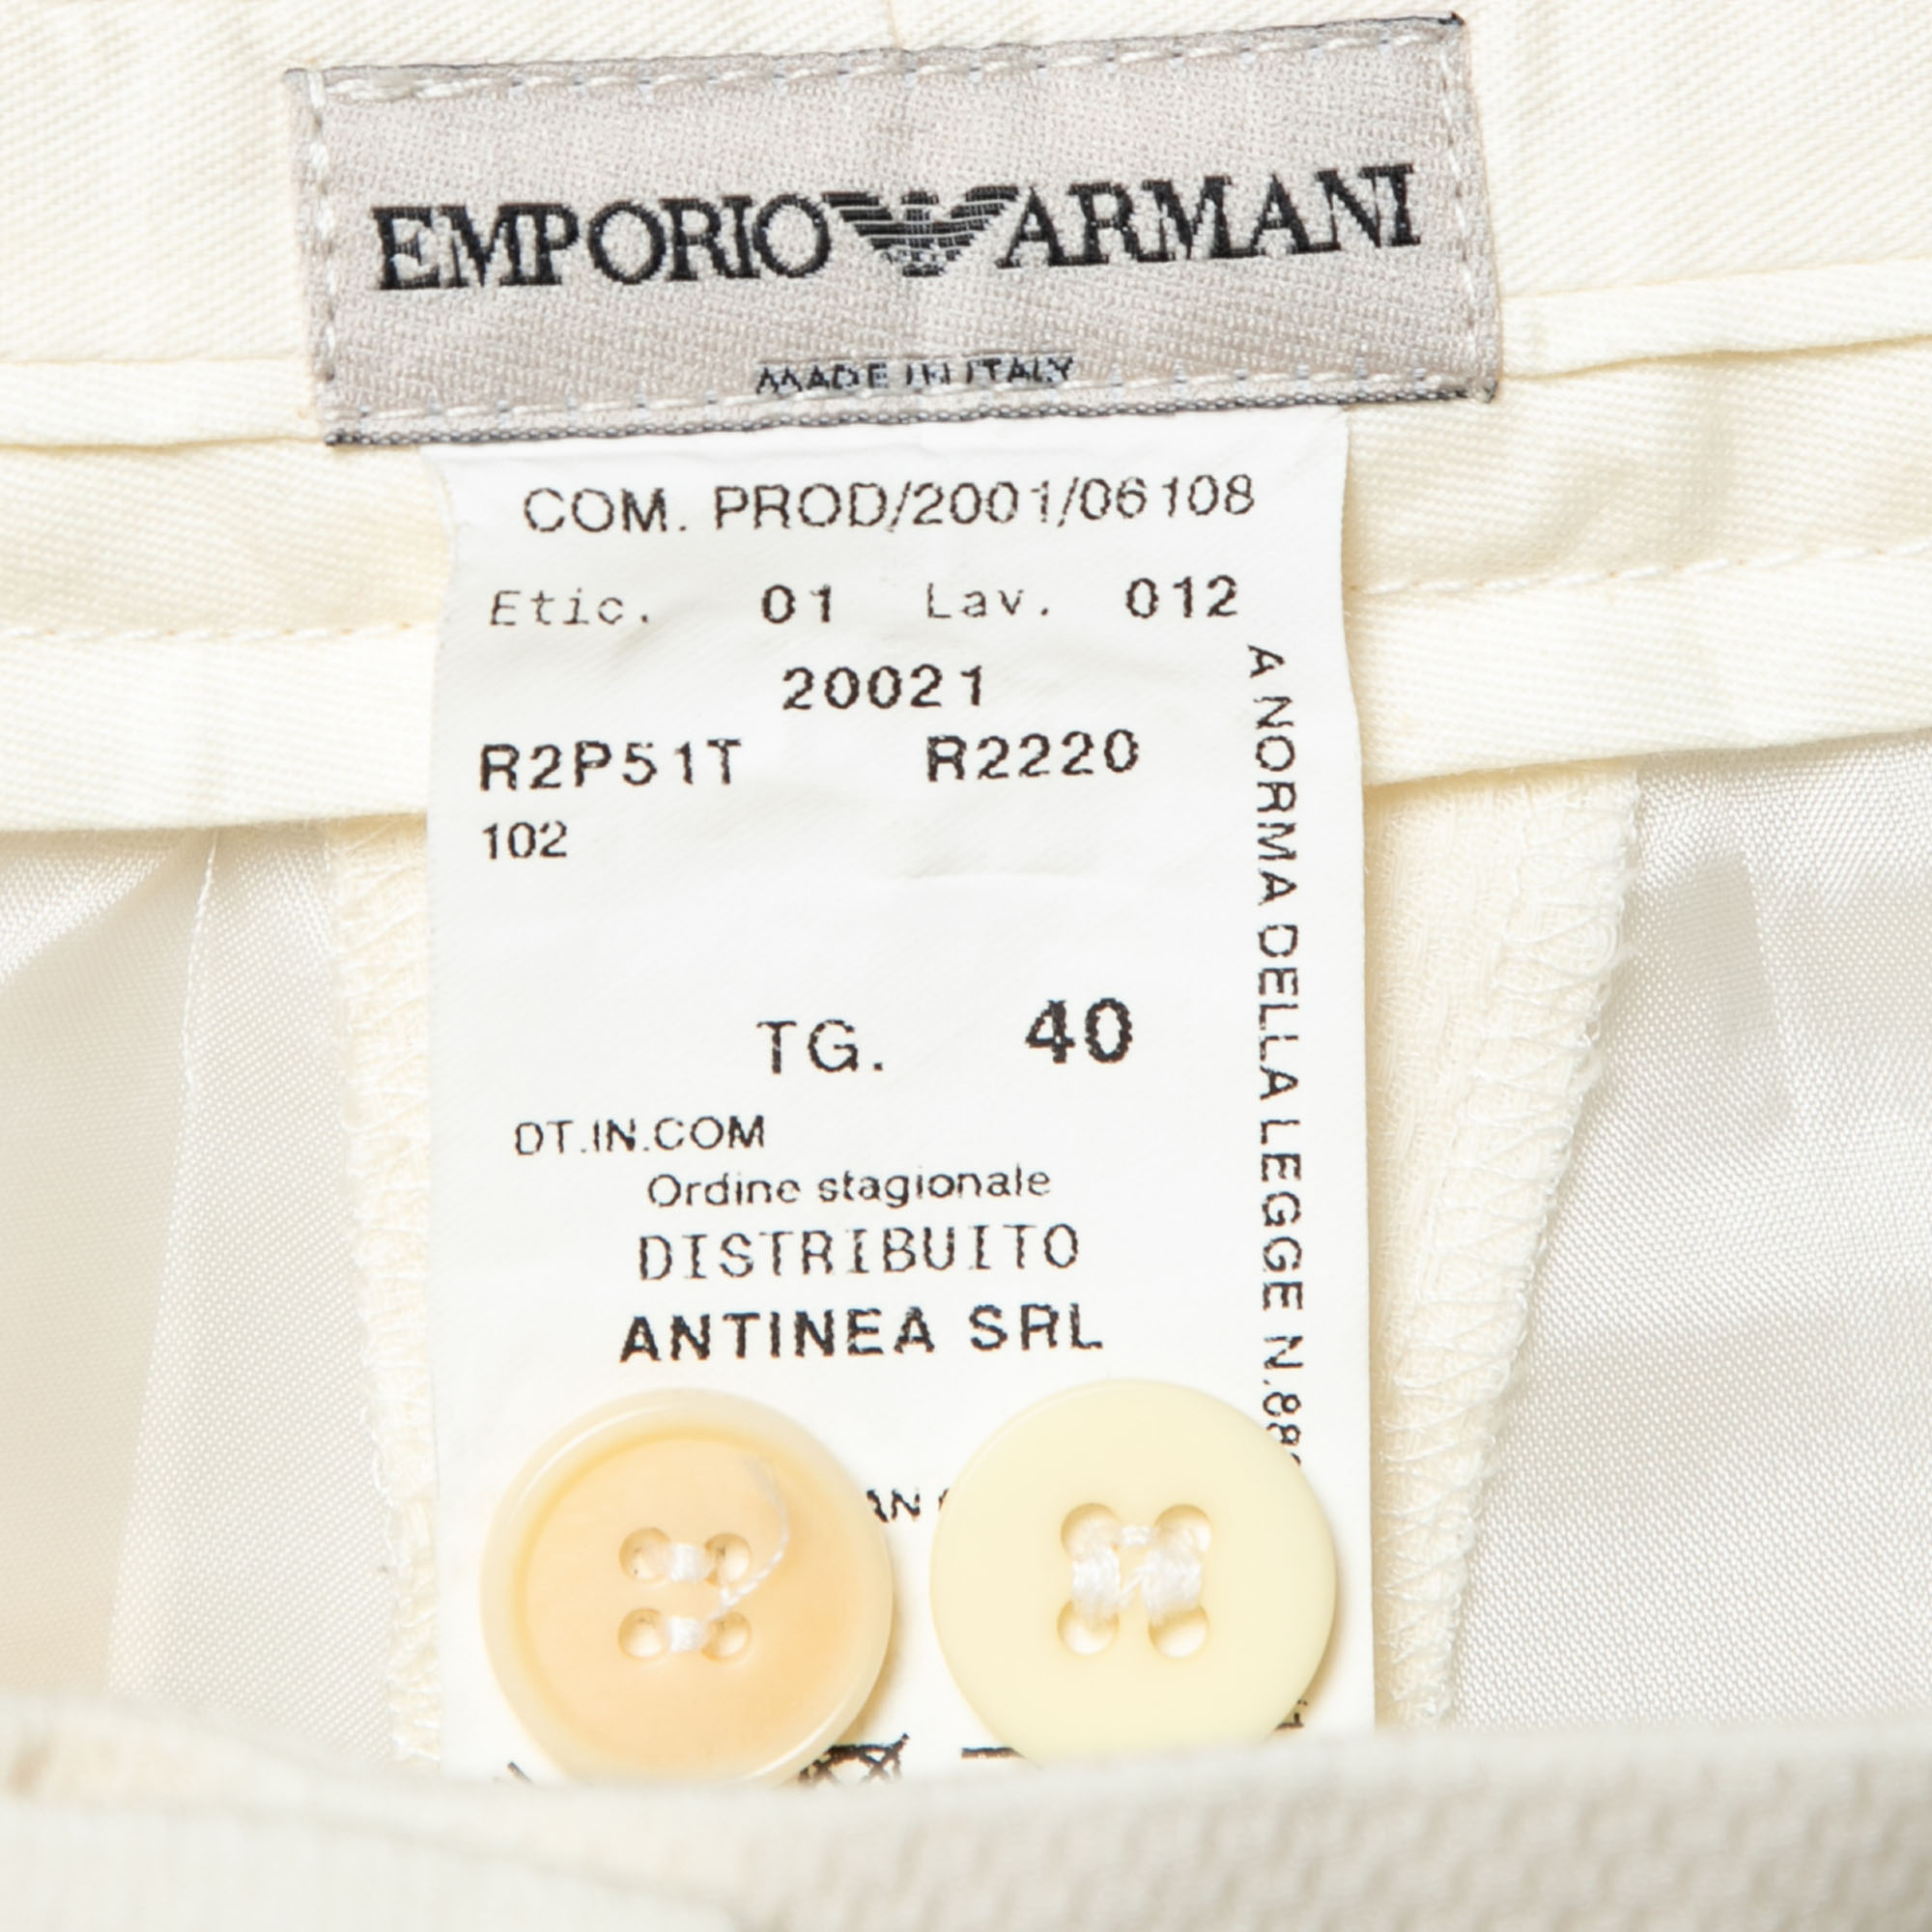 EMPORIO ARMANI
MADE IN ITALY
COM. PROD/2001/06108
Etic. 01 Lav. 012
20021
R2P51T R2220
102
TG. 40
DT.IN.COM
Ordine stagionale
DISTRIBUITO
ANTINEA SRL
A NORMA DELLA LEGGE N.88